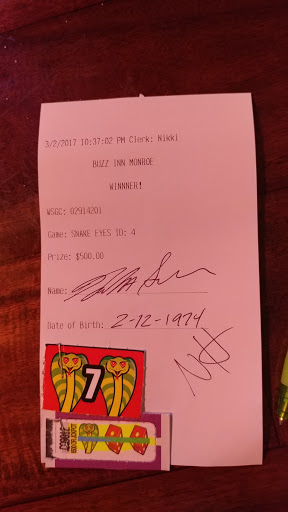 3/2/2017 10:37:02 PM Clerk: Nikki
BUZZ INN MONROE
WINNNER!
WSGC: 02914201
Game: SNAKE EYES ID: 4
Prize: $500.00
Name:
Date of Birth: 2-12-1974
7